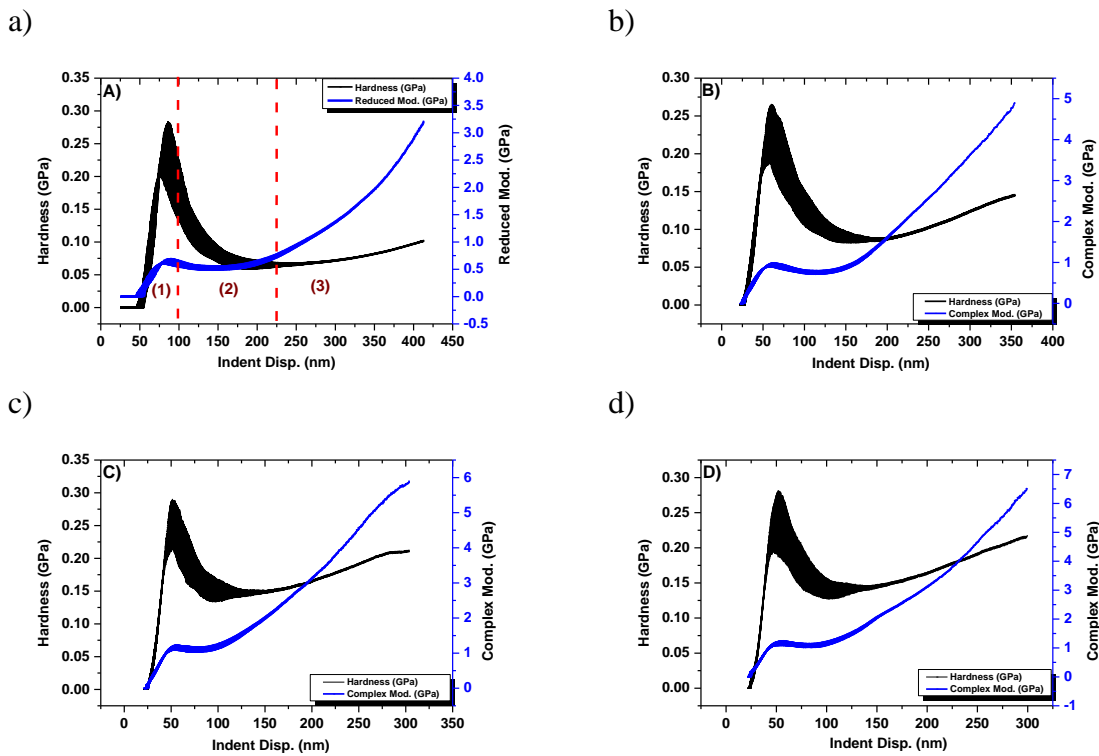 a)
b)
A)
Hardness (GPa)
Reduced Mod. (GPa)
(1)
(2)
(3)
0.35
0.30
0.25
0.20
0.15
0.10
0.05
0.00
Hardness (GPa)
4.0
3.5
3.0
2.5
2.0
1.5
1.0
0.5
0.0
-0.5
Reduced Mod. (GPa)
0 50 100 150 200 250 300 350 400 450
Indent Disp. (nm)
B)
0.30
0.25
0.20
0.15
0.10
0.05
0.00
Hardness (GPa)
5
4
3
2
1
0
Complex Mod. (GPa)
Hardness (GPa)
Complex Mod. (GPa)
0 50 100 150 200 250 300 350 400
Indent Disp. (nm)
c)
d)
C)
0.35
0.30
0.25
0.20
0.15
0.10
0.05
0.00
Hardness (GPa)
6
5
4
3
2
1
0
Complex Mod. (GPa)
Hardness (GPa)
Complex Mod. (GPa)
0 50 100 150 200 250 300 350
Indent Disp. (nm)
D)
0.30
0.25
0.20
0.15
0.10
0.05
0.00
Hardness (GPa)
7
6
5
4
3
2
1
0
-1
Complex Mod. (GPa)
Hardness (GPa)
Complex Mod. (GPa)
0 50 100 150 200 250 300
Indent Disp. (nm)